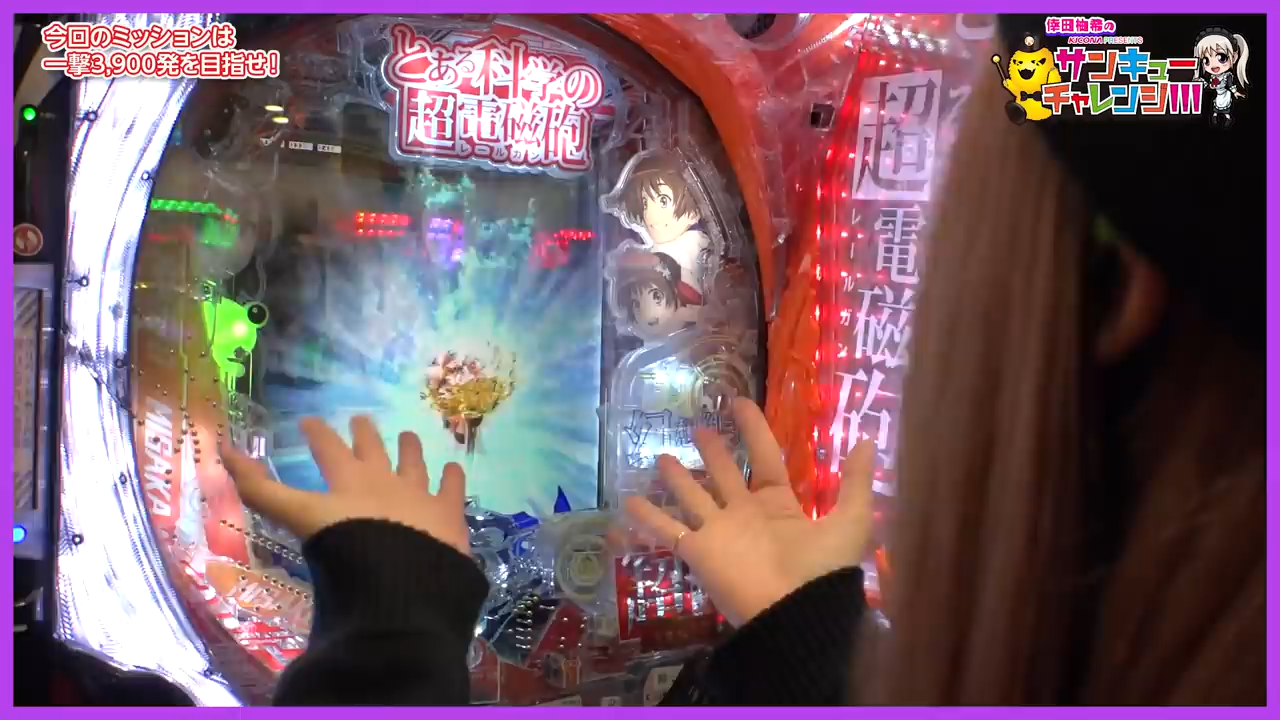 今回のミッションは
一撃3,900発を目指せ!
倖田柚希の
KICONA PRESENTS
サンキュー
チャレンジ!!!
とある科学の
超電磁砲
レールガン
超電磁砲
レールガン
MISAKA